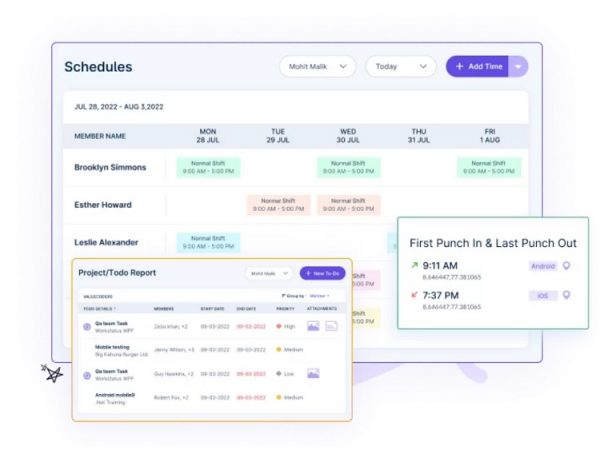 Schedules
Mohit Malik
Today
+ Add Time
JUL 28, 2022 - AUG 3,2022
MEMBER NAME
MON
28 JUL
TUE
29 JUL
WED
30 JUL
THU
31 JUL
FRI
1 AUG
Brooklyn Simmons
Normal Shift
9:00 AM - 5:00 PM
Normal Shift
9:00 AM - 5:00 PM
Normal Shift
9:00 AM - 5:00 PM
Esther Howard
Normal Shift
9:00 AM - 5:00 PM
Normal Shift
9:00 AM - 5:00 PM
Leslie Alexander
Normal Shift
9:00 AM - 5:00 PM
First Punch In & Last Punch Out
9:11 AM
Android
8.646447,77.381065
7:37 PM
iOS
8.646447,77.381065
Project/Todo Report
Mohit Malik
+ New To-Do
VALUECODERS
Group by : Member
TODO DETAILS
MEMBERS
START DATE
END DATE
PRIORITY
ATTACHMENTS
Qa team Task
Workstatus WPF
Zeba khan, +2
09-03-2022
09-03-2022
High
Mobile testing
Big Kahuna Burger Ltd.
Jenny Wilson, +3
09-03-2022
09-03-2022
Medium
Qa team Task
Workstatus WPF
Guy Hawkins, +2
09-03-2022
09-03-2022
Low
Android mobile9
.Net Training
Robert Fox, +2
09-03-2022
09-03-2022
Medium